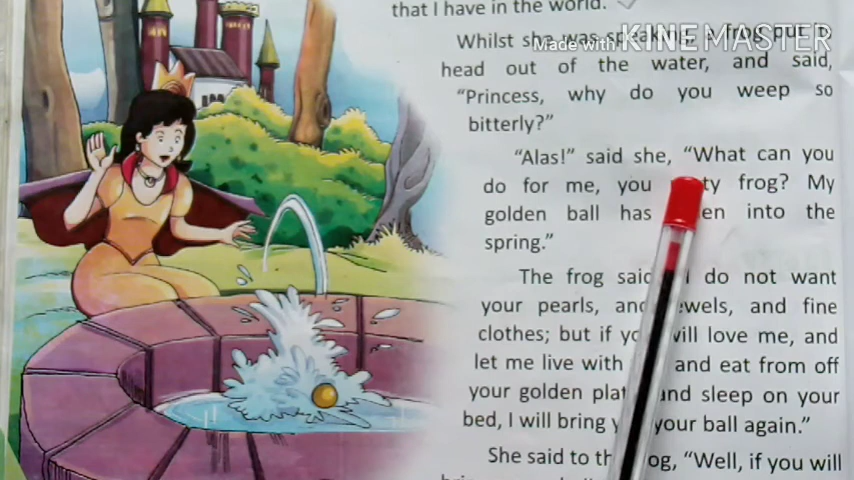 that I have in the world.
Whilst she was speaking, a frog put its
Made with KINEMASTER
head out of the water, and said,
"Princess, why do you weep so
bitterly?"
"Alas!" said she, "What can you
do for me, you frog? My
golden ball has into the
spring."
The frog said do not want
your pearls, and jewels, and fine
clothes; but if you will love me, and
let me live with and eat from off
your golden plate and sleep on your
bed, I will bring your ball again."
She said to the frog, "Well, if you will